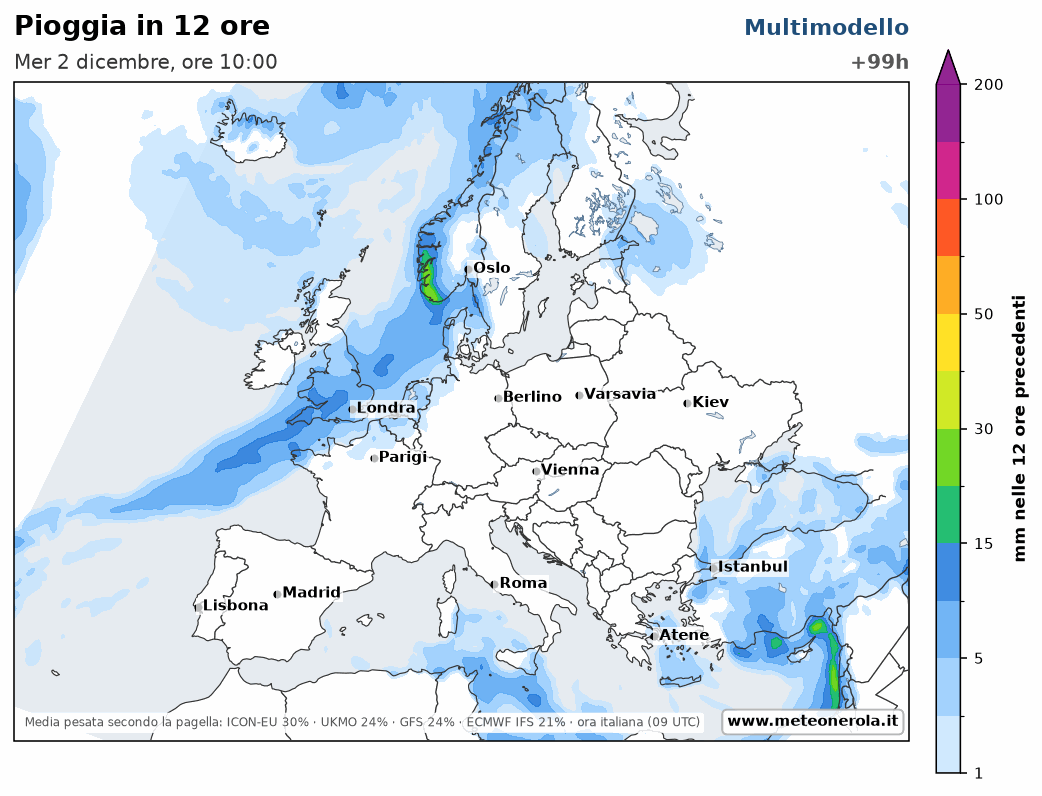 Pioggia in 12 ore
Multimodello
Mer 2 dicembre, ore 10:00
+99h
200
100
50
30
15
5
1
mm nelle 12 ore precedenti
Oslo
Londra
Berlino
Varsavia
Kiev
Parigi
Vienna
Istanbul
Roma
Madrid
Lisbona
Atene
Media pesata secondo la pagella: ICON-EU 30% · UKMO 24% · GFS 24% · ECMWF IFS 21% · ora italiana (09 UTC)
www.meteonerola.it